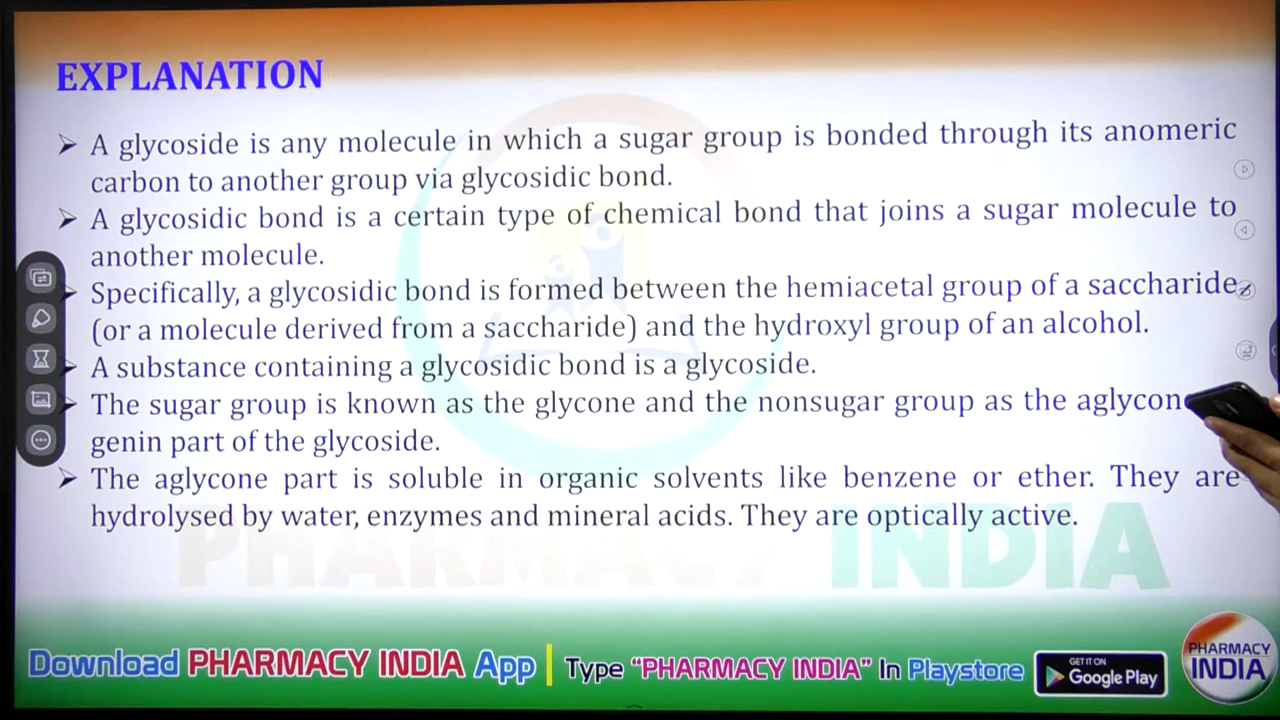 EXPLANATION
➢ A glycoside is any molecule in which a sugar group is bonded through its anomeric
carbon to another group via glycosidic bond.
➢ A glycosidic bond is a certain type of chemical bond that joins a sugar molecule to
another molecule.
Specifically, a glycosidic bond is formed between the hemiacetal group of a saccharide
(or a molecule derived from a saccharide) and the hydroxyl group of an alcohol.
A substance containing a glycosidic bond is a glycoside.
The sugar group is known as the glycone and the nonsugar group as the
genin part of the glycoside.
➢ The aglycone part is soluble in organic solvents like benzene or ether. They are
hydrolysed by water, enzymes and mineral acids. They are optically active.
PHARMACY INDIA
Download PHARMACY INDIA App | Type "PHARMACY INDIA" In Playstore
GET IT ON
Google Play
PHARMACY
INDIA